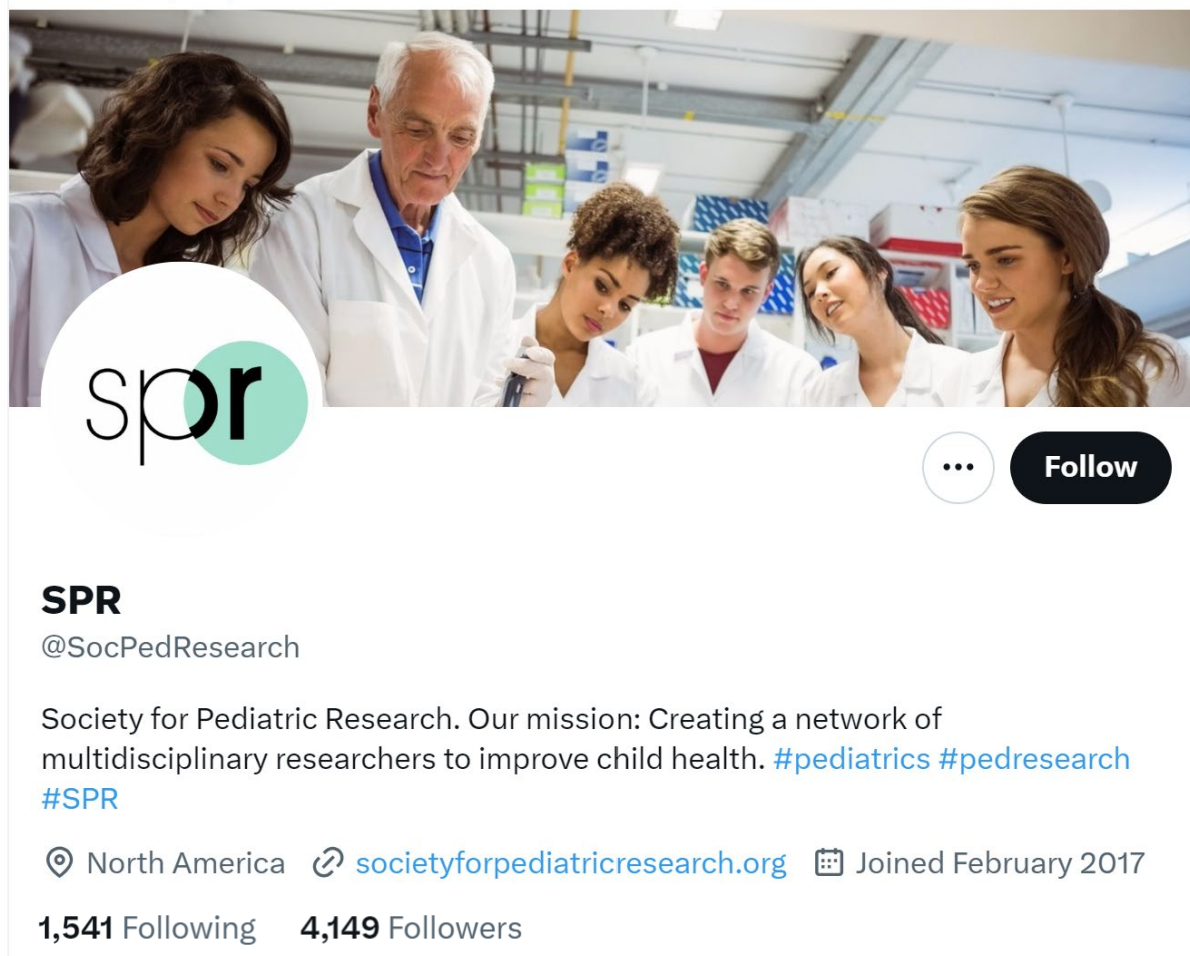 spr
...
Follow
SPR
@SocPedResearch
Society for Pediatric Research. Our mission: Creating a network of
multidisciplinary researchers to improve child health. #pediatrics #pedresearch
#SPR
North America societyforpediatricresearch.org Joined February 2017
1,541 Following 4,149 Followers